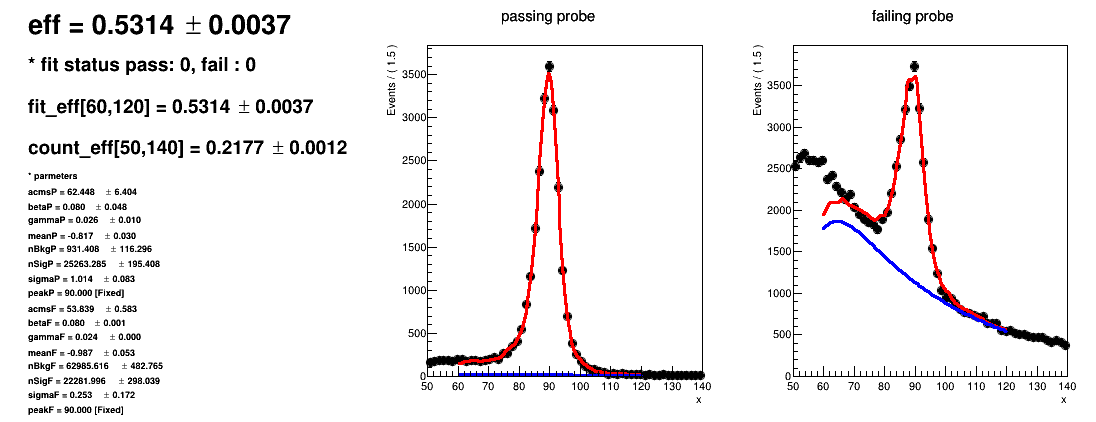 eff = 0.5314 ± 0.0037
* fit status pass: 0, fail : 0
fit_eff[60,120] = 0.5314 ± 0.0037
count_eff[50,140] = 0.2177 ± 0.0012
* parmeters
acmsP = 62.448 ± 6.404
betaP = 0.080 ± 0.048
gammaP = 0.026 ± 0.010
meanP = -0.817 ± 0.030
nBkgP = 931.408 ± 116.296
nSigP = 25263.285 ± 195.408
sigmaP = 1.014 ± 0.083
peakP = 90.000 [Fixed]
acmsF = 53.839 ± 0.583
betaF = 0.080 ± 0.001
gammaF = 0.024 ± 0.000
meanF = -0.987 ± 0.053
nBkgF = 62985.616 ± 482.765
nSigF = 22281.996 ± 298.039
sigmaF = 0.253 ± 0.172
peakF = 90.000 [Fixed]
passing probe
Events / ( 1.5 )
3500
3000
2500
2000
1500
1000
500
0
50 60 70 80 90 100 110 120 130 140
x
failing probe
Events / ( 1.5 )
3500
3000
2500
2000
1500
1000
500
0
50 60 70 80 90 100 110 120 130 140
x